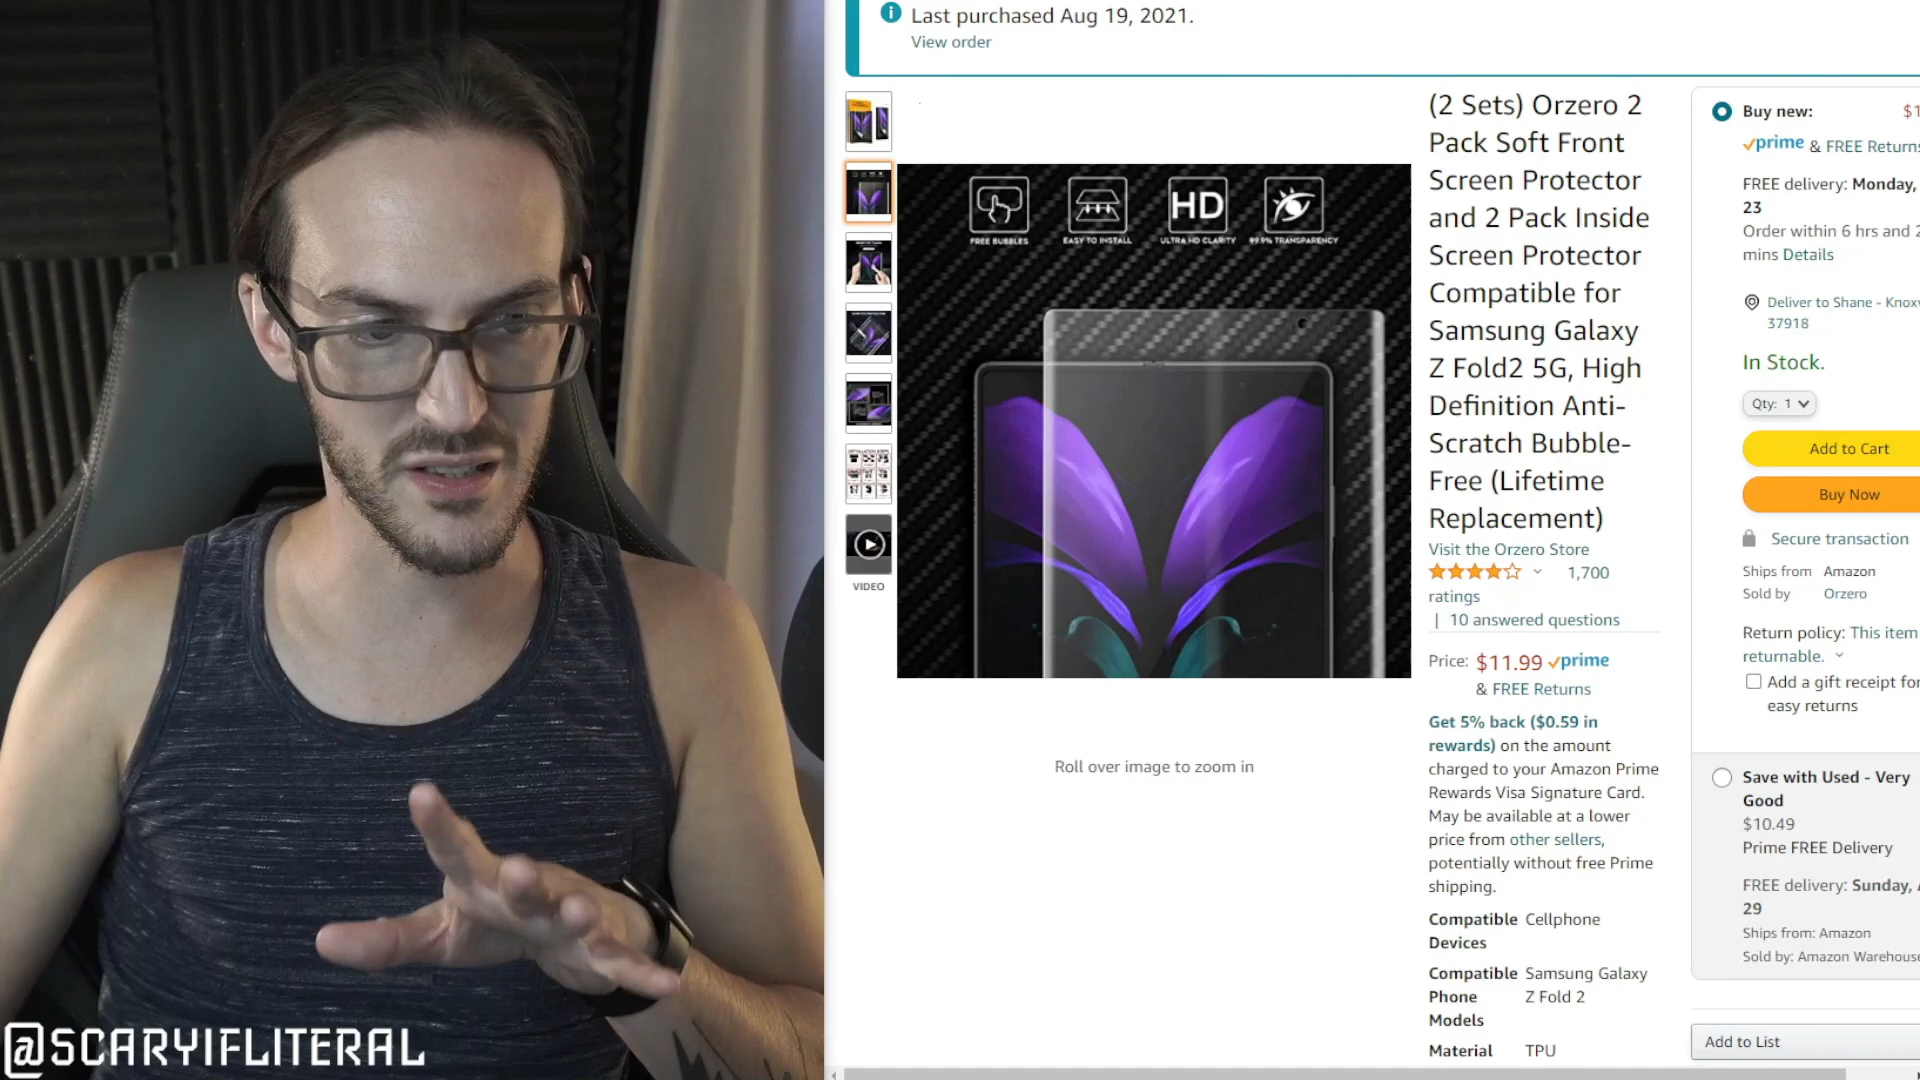 Last purchased Aug 19, 2021.
View order
(2 Sets) Orzero 2
Pack Soft Front
Screen Protector
and 2 Pack Inside
Screen Protector
Compatible for
Samsung Galaxy
Z Fold2 5G, High
Definition Anti-
Scratch Bubble-
Free (Lifetime
Replacement)
Visit the Orzero Store
1,700
ratings
| 10 answered questions
Price: $11.99 prime
& FREE Returns
Get 5% back ($0.59 in
rewards) on the amount
charged to your Amazon Prime
Rewards Visa Signature Card.
May be available at a lower
price from other sellers,
potentially without free Prime
shipping.
Compatible Cellphone
Devices
Compatible Samsung Galaxy
Phone Z Fold 2
Models
Material TPU
HD
FREE BUBBLES
EASY TO INSTALL
ULTRA HD CLARITY
99.9% TRANSPARENCY
VIDEO
Roll over image to zoom in
Buy new: $1
prime & FREE Returns
FREE delivery: Monday,
23
Order within 6 hrs and 2
mins Details
Deliver to Shane - Knoxv
37918
In Stock.
Qty: 1
Add to Cart
Buy Now
Secure transaction
Ships from Amazon
Sold by Orzero
Return policy: This item
returnable.
Add a gift receipt for
easy returns
Save with Used - Very
Good
$10.49
Prime FREE Delivery
FREE delivery: Sunday, A
29
Ships from: Amazon
Sold by: Amazon Warehouse
Add to List
@SCARYIFLITERAL